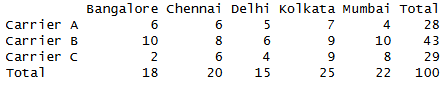 Bangalore Chennai Delhi Kolkata Mumbai Total
Carrier A 6 6 5 7 4 28
Carrier B 10 8 6 9 10 43
Carrier C 2 6 4 9 8 29
Total 18 20 15 25 22 100